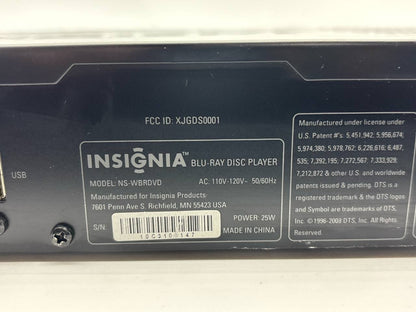 FCC ID: XJGDS0001
INSIGNIA™ BLU-RAY DISC PLAYER
MODEL: NS-WBRDVD AC: 110V-120V~ 50/60Hz
Manufactured for Insignia Products
7601 Penn Ave S. Richfield, MN 55423 USA
S/N:
POWER: 25W
MADE IN CHINA
USB
Manufactured under license under
U.S. Patent #'s: 5,451,942; 5,956,674;
5,974,380; 5,978,762; 6,226,616; 6,487,
535; 7,392,195; 7,272,567; 7,333,929;
7,212,872 & other U.S. and worldwide
patents issued & pending. DTS is a
registered trademark & the DTS logos
and Symbol are trademarks of DTS,
Inc. ©1996-2008 DTS, Inc. All Rights